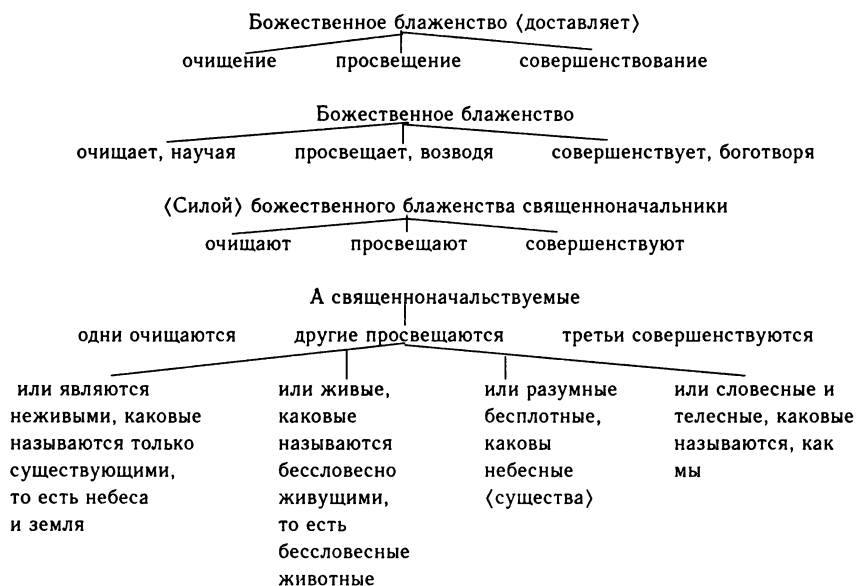 Божественное блаженство ⟨доставляет⟩
очищение просвещение совершенствование
Божественное блаженство
очищает, научая просвещает, возводя совершенствует, боготворя
⟨Силой⟩ божественного блаженства священноначальники
очищают просвещают совершенствуют
А священноначальствуемые
одни очищаются другие просвещаются третьи совершенствуются
или являются
неживыми, каковые
называются только
существующими,
то есть небеса
и земля
или живые,
каковые
называются
бессловесно
живущими,
то есть
бессловесные
животные
или разумные
бесплотные,
каковы
небесные
⟨существа⟩
или словесные и
телесные, каковые
называются, как
мы